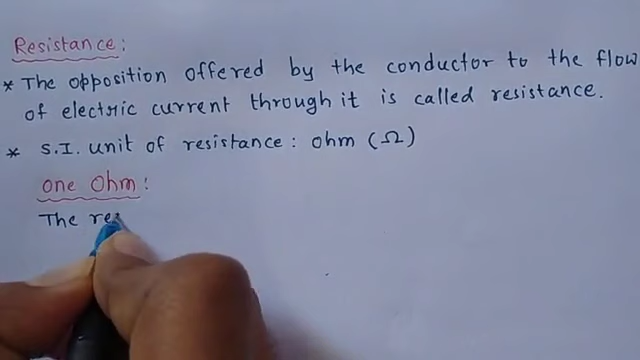 Resistance:
* The opposition offered by the conductor to the flow
of electric current through it is called resistance.
* S.I. unit of resistance: ohm (Ω)
One Ohm:
The res